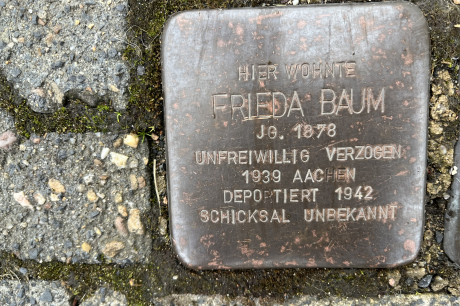 HIER WOHNTE
FRIEDA BAUM
JG. 1878
UNFREIWILLIG VERZOGEN
1939 AACHEN
DEPORTIERT 1942
SCHICKSAL UNBEKANNT